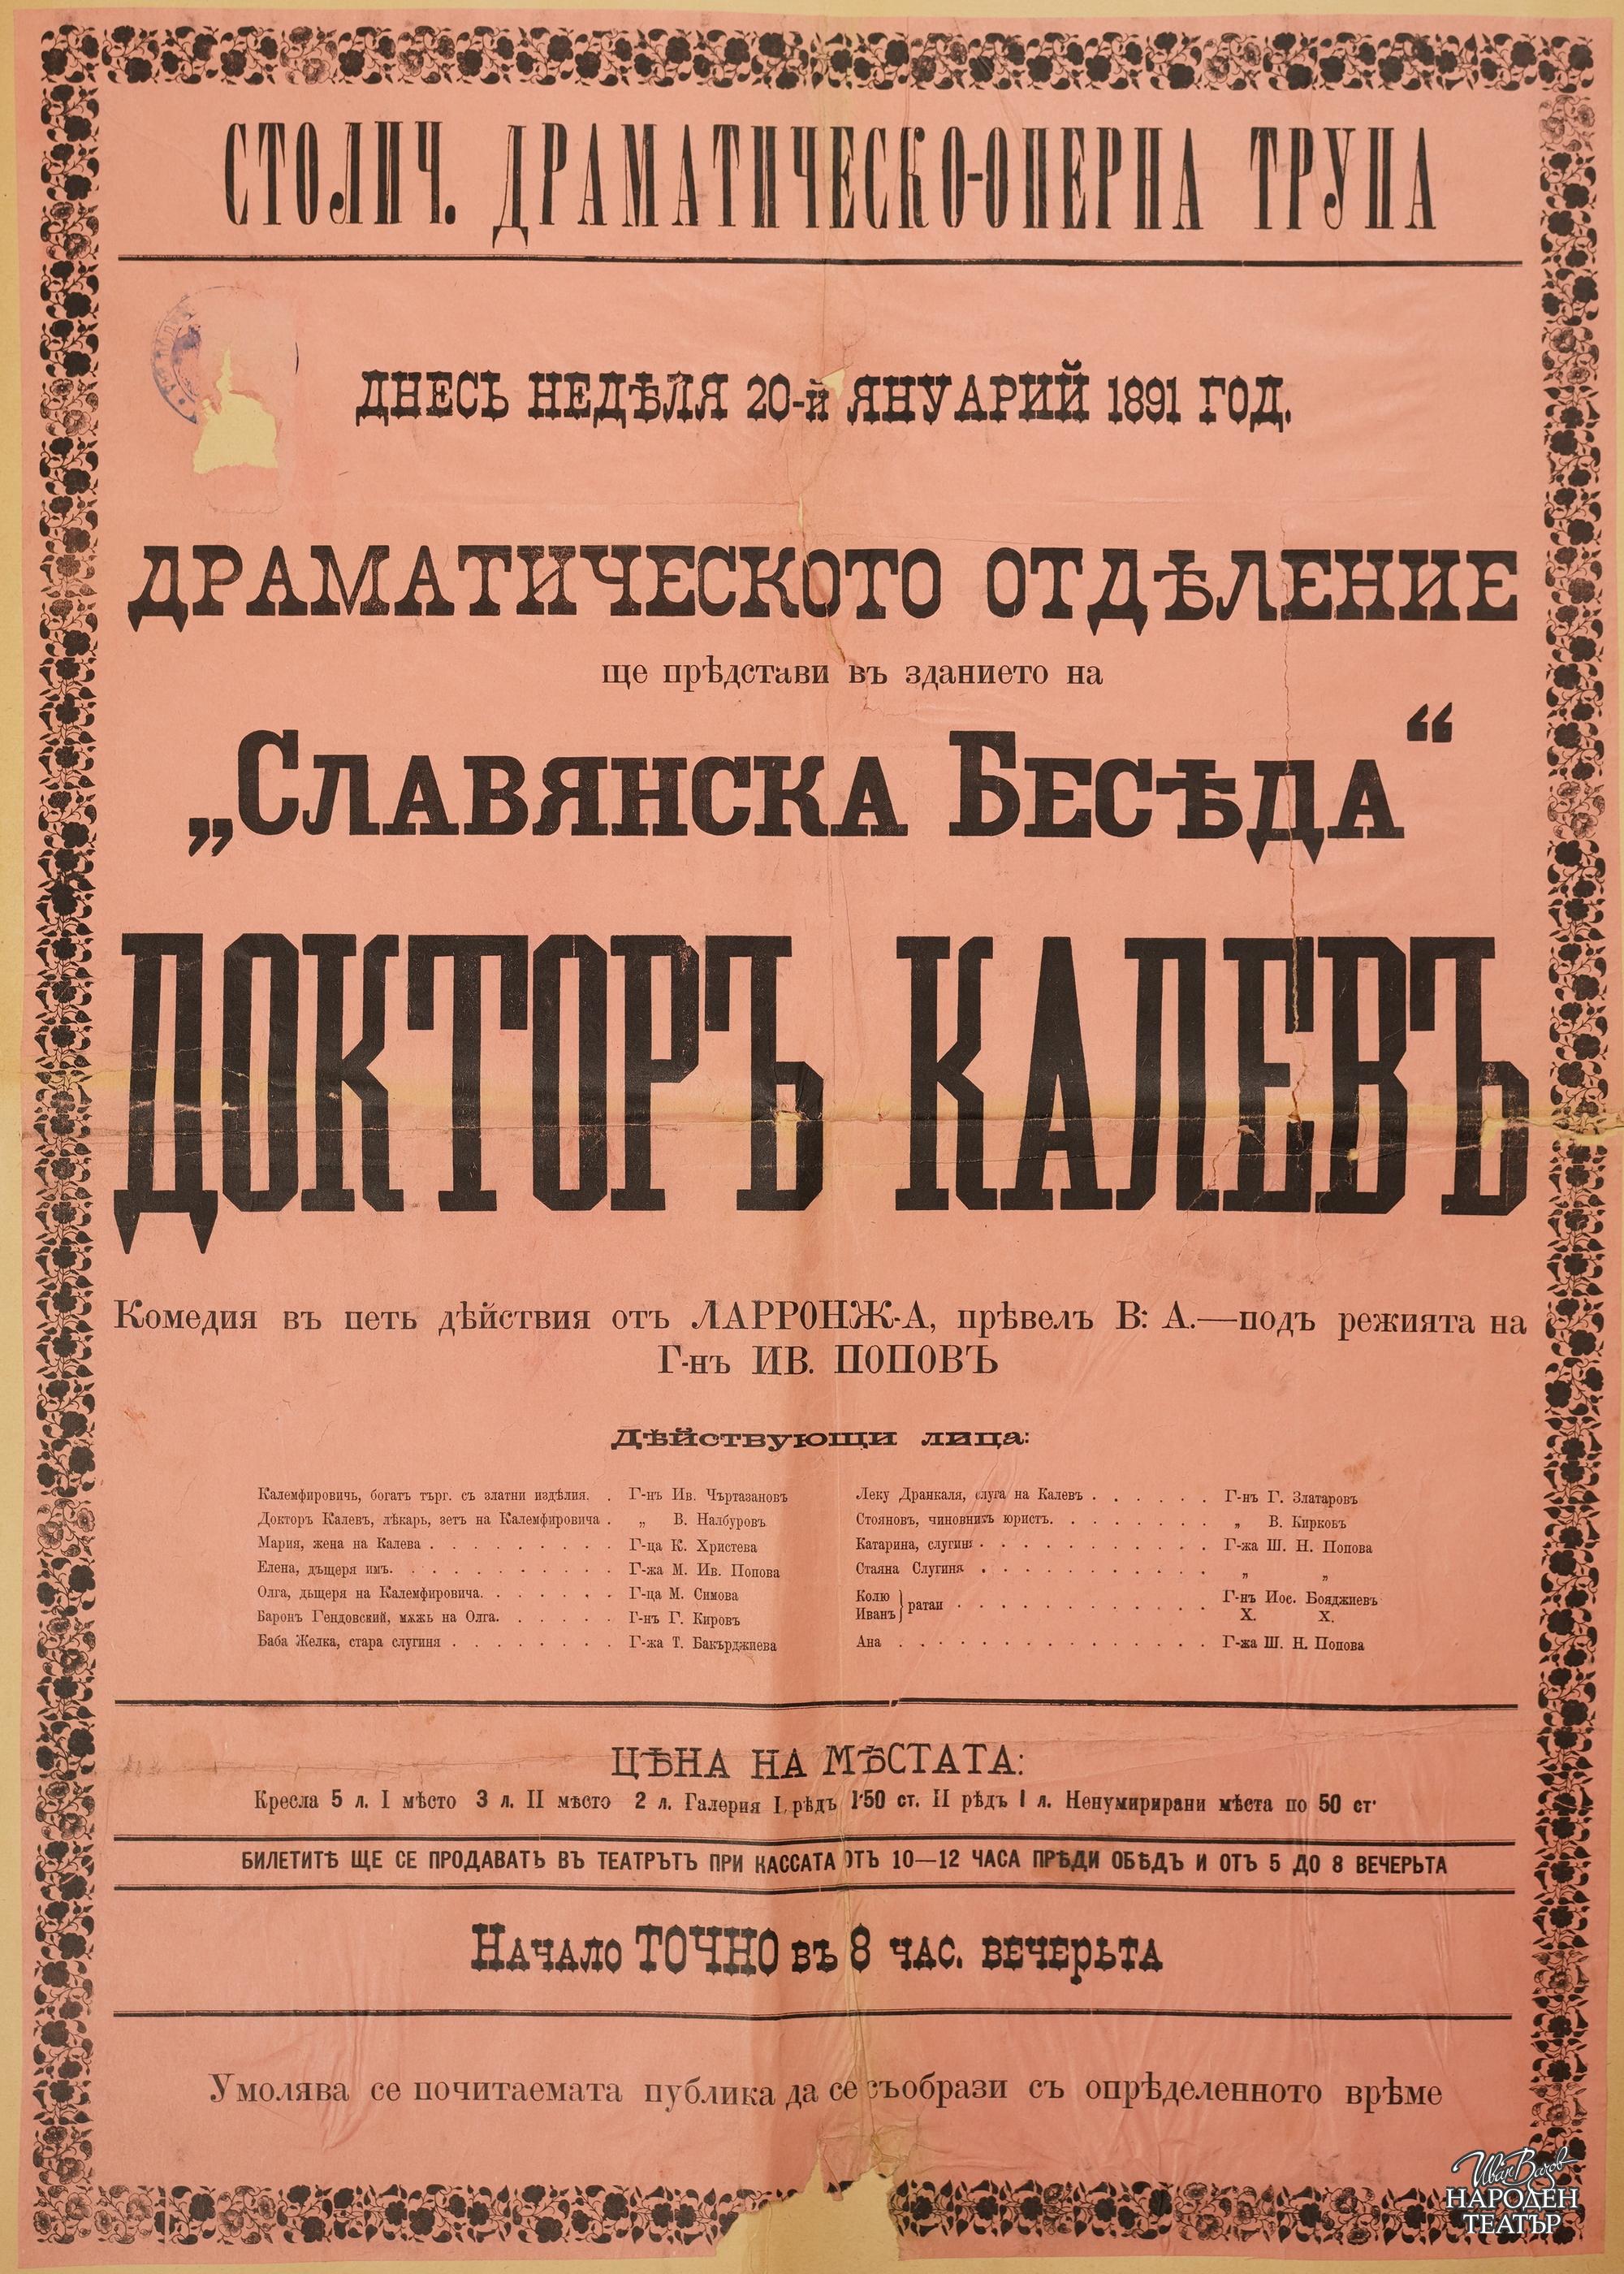 СТОЛИЧ. ДРАМАТИЧЕСКО-ОПЕРНА ТРУПА
ДНЕСЬ НЕДѢЛЯ 20-й ЯНУАРИЙ 1891 ГОД.
ДРАМАТИЧЕСКОТО ОТДѢЛЕНИЕ
ще прѣдстави въ зданието на
„СЛАВЯНСКА БЕСѢДА“
ДОКТОРЪ КАЛЕВЪ
Комедия въ петь дѣйствия отъ ЛАРРОНЖ-А, прѣвелъ В: А.—подъ режията на
Г-нъ ИВ. ПОПОВЪ
Дѣйствующи лица:
Калемфировичь, богатъ търг. съ златни издѣлия. . Г-нъ Ив. Чъртазановъ
Докторъ Калевъ, лѣкарь, зетъ на Калемфировича . „ В. Налбуровъ
Мария, жена на Калева . . . . . . . . . Г-ца К. Христева
Елена, дъщеря имъ. . . . . . . . . . . Г-жа М. Ив. Попова
Олга, дъщеря на Калемфировича. . . . . . Г-ца М. Симова
Баронъ Гендовский, мѫжь на Олга. . . . . . Г-нъ Г. Кировъ
Баба Желка, стара слугиня . . . . . . . . Г-жа Т. Бакърджиева
Леку Дранкаля, слуга на Калевъ . . . . . . Г-нъ Г. Златаровъ
Стояновъ, чиновникъ юристъ. . . . . . . . „ В. Кирковъ
Катарина, слугиня . . . . . . . . . . . . Г-жа Ш. Н. Попова
Стаяна Слугиня . . . . . . . . . . . . „ „
Колю } ратаи . . . . . . . . . . . . . Г-нъ Иос. Бояджиевъ
Иванъ Х. Х.
Ана . . . . . . . . . . . . . . . . Г-жа Ш. Н. Попова
ЦѢНА НА МѢСТАТА:
Кресла 5 л. I мѣсто 3 л. II мѣсто 2 л. Галерия I рѣдъ 1·50 ст. II рѣдъ 1 л. Ненумирирани мѣста по 50 ст·
БИЛЕТИТѢ ЩЕ СЕ ПРОДАВАТЬ ВЪ ТЕАТРЪТЪ ПРИ КАССАТА ОТЪ 10—12 ЧАСА ПРѢДИ ОБѢДЪ И ОТЪ 5 ДО 8 ВЕЧЕРЬТА
НАЧАЛО ТОЧНО ВЪ 8 ЧАС. ВЕЧЕРЬТА
Умолява се почитаемата публика да се съобрази съ опрѣделенното врѣме
Иван Вазов
НАРОДЕН
ТЕАТЪР